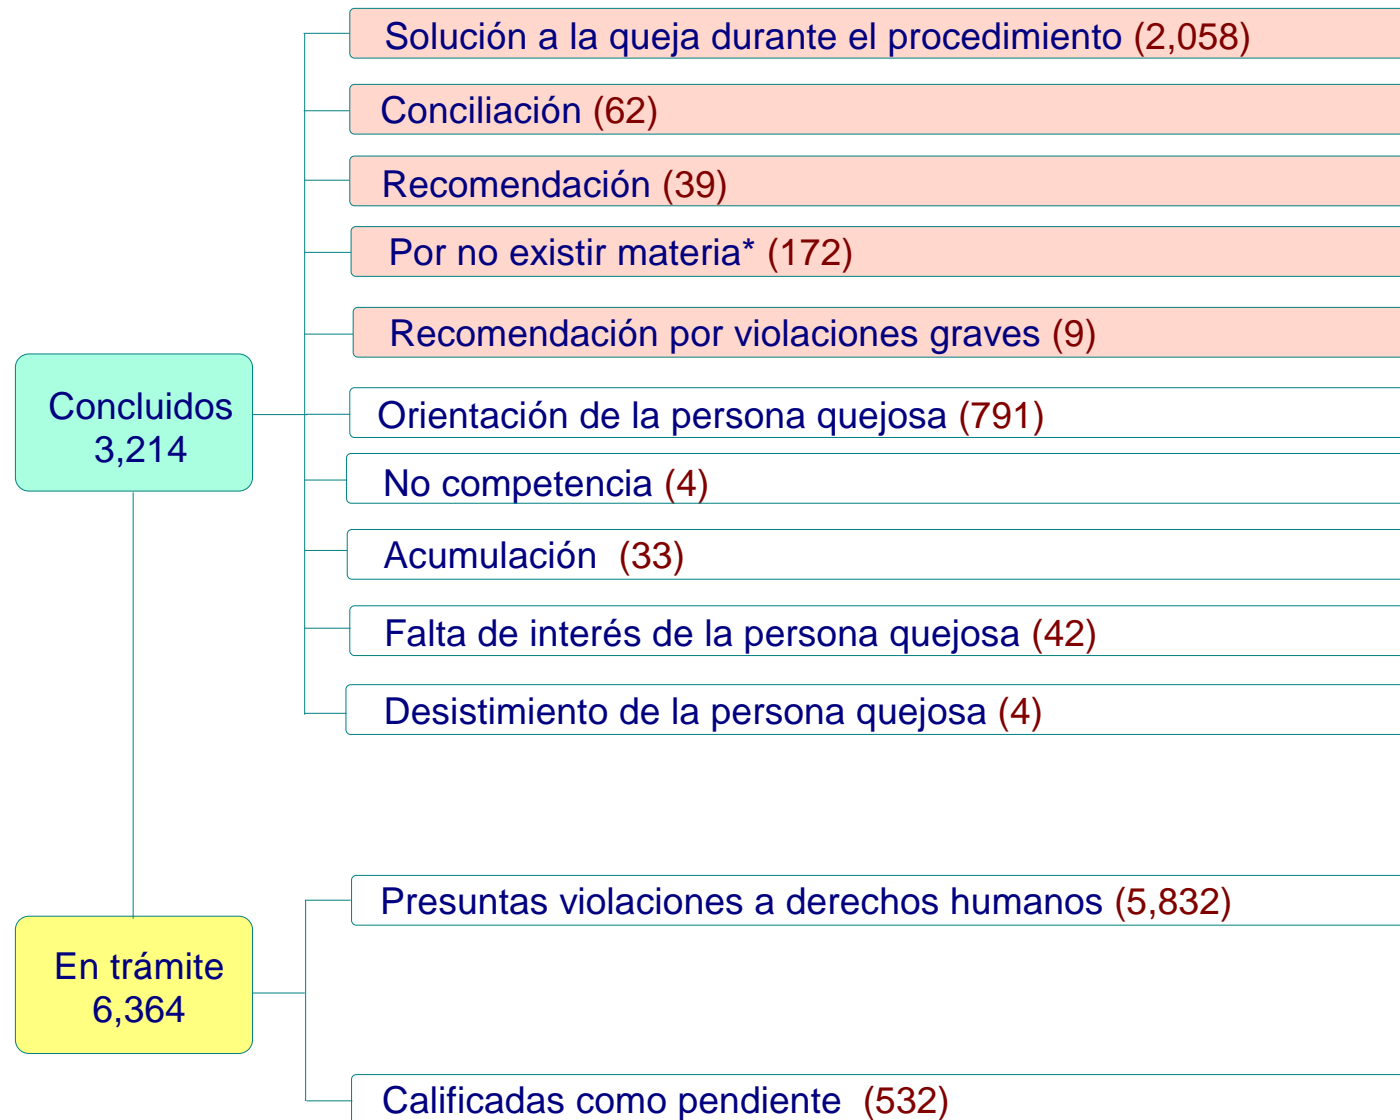 Solución a la queja durante el procedimiento (2,058)
Conciliación (62)
Recomendación (39)
Por no existir materia* (172)
Recomendación por violaciones graves (9)
Concluidos
3,214
Orientación de la persona quejosa (791)
No competencia (4)
Acumulación (33)
Falta de interés de la persona quejosa (42)
Desistimiento de la persona quejosa (4)
Presuntas violaciones a derechos humanos (5,832)
En trámite
6,364
Calificadas como pendiente (532)